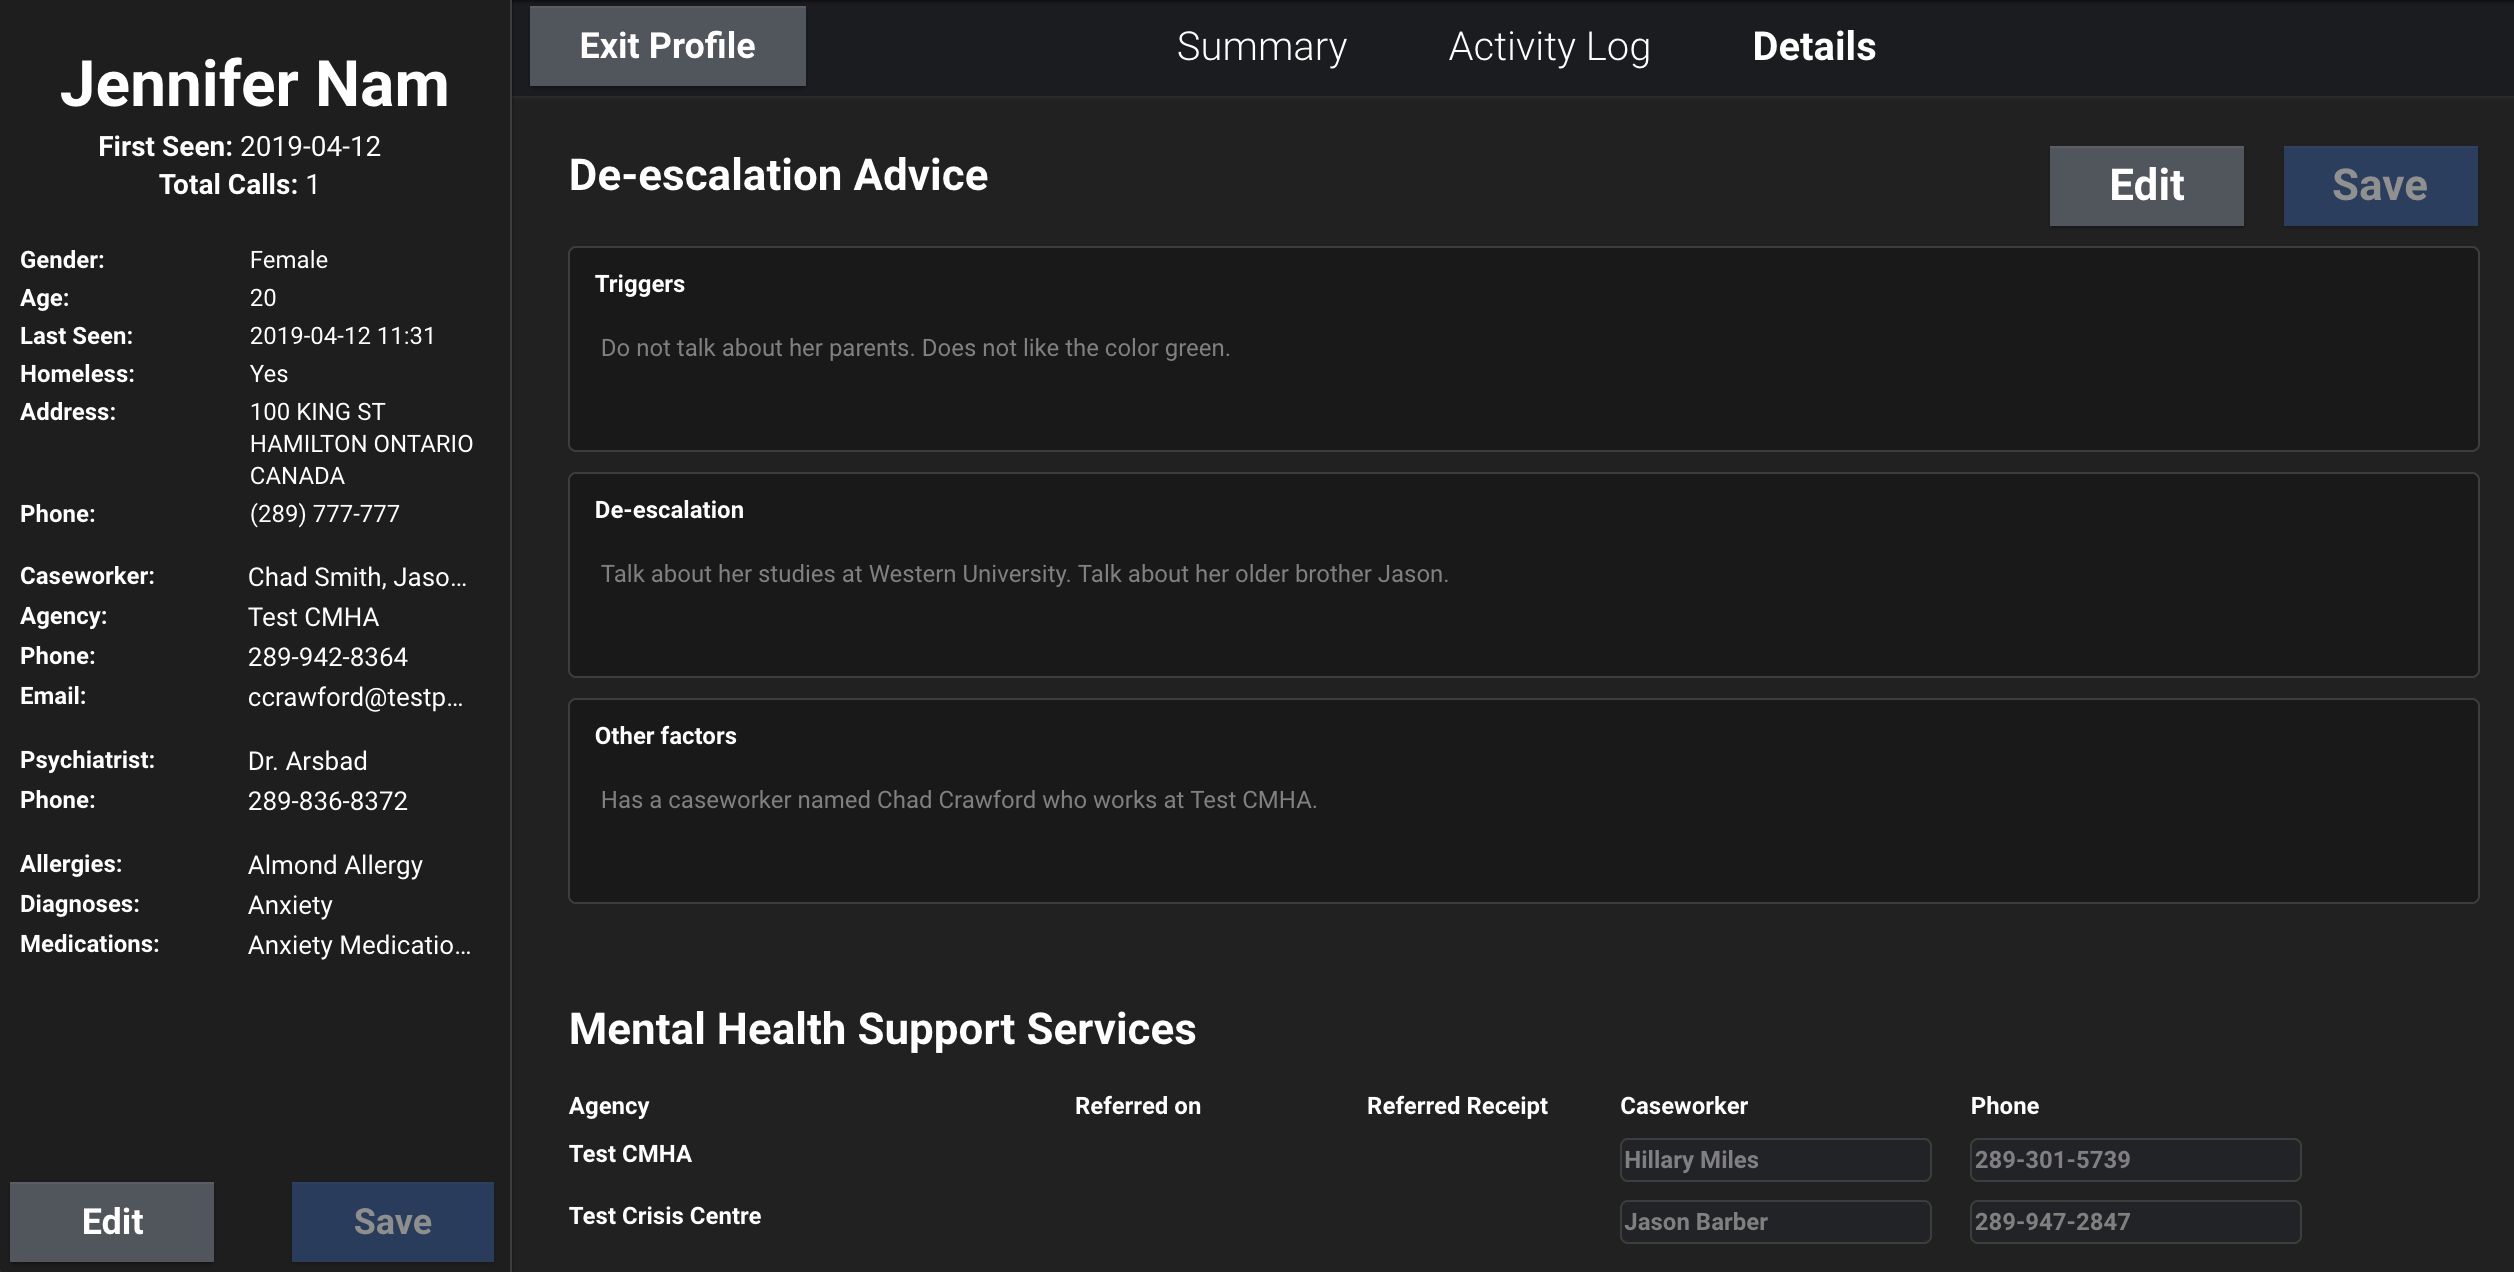 Jennifer Nam
First Seen: 2019-04-12
Total Calls: 1
Gender: Female
Age: 20
Last Seen: 2019-04-12 11:31
Homeless: Yes
Address: 100 KING ST
HAMILTON ONTARIO
CANADA
Phone: (289) 777-777
Caseworker: Chad Smith, Jaso...
Agency: Test CMHA
Phone: 289-942-8364
Email: ccrawford@testp...
Psychiatrist: Dr. Arsbad
Phone: 289-836-8372
Allergies: Almond Allergy
Diagnoses: Anxiety
Medications: Anxiety Medicatio...
Edit Save
Exit Profile Summary Activity Log Details
De-escalation Advice Edit Save
Triggers
Do not talk about her parents. Does not like the color green.
De-escalation
Talk about her studies at Western University. Talk about her older brother Jason.
Other factors
Has a caseworker named Chad Crawford who works at Test CMHA.
Mental Health Support Services
Agency Referred on Referred Receipt Caseworker Phone
Test CMHA Hillary Miles 289-301-5739
Test Crisis Centre Jason Barber 289-947-2847